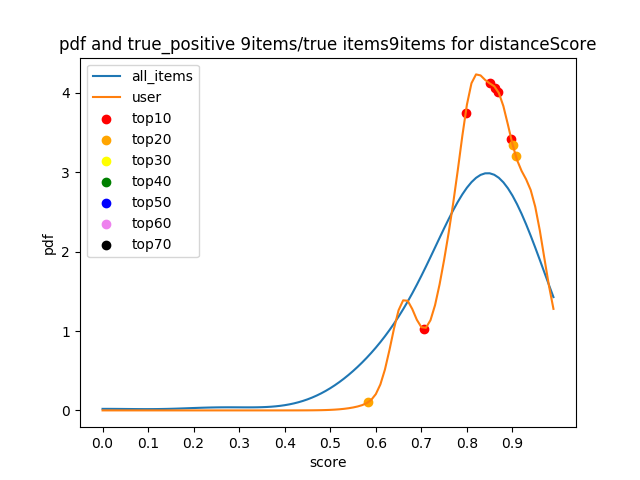 pdf and true_positive 9items/true items9items for distanceScore
all_items
user
top10
top20
top30
top40
top50
top60
top70
pdf
4
3
2
1
0
0.0 0.1 0.2 0.3 0.4 0.5 0.6 0.7 0.8 0.9
score